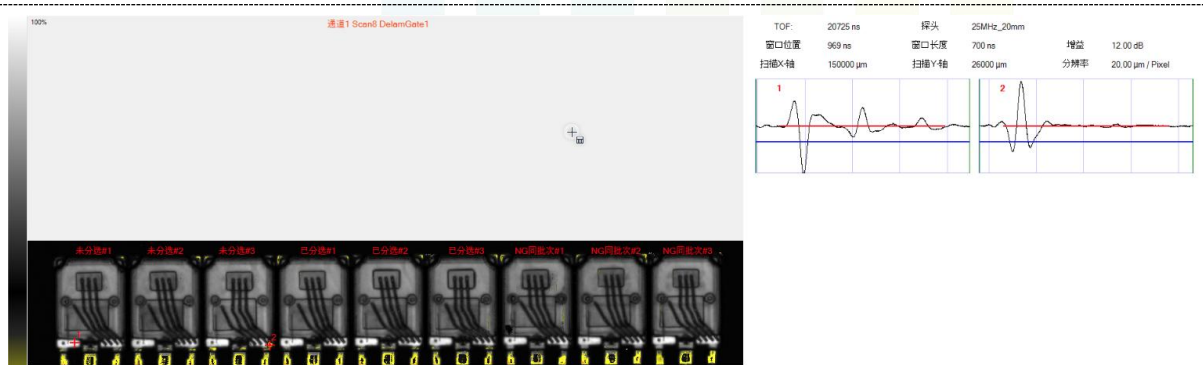 100%
通道1 Scan8 DelamGate1
TOF: 20725 ns 探头 25MHz_20mm
窗口位置 969 ns 窗口长度 700 ns 增益 12.00 dB
扫描X-轴 150000 µm 扫描Y-轴 26000 µm 分辨率 20.00 µm / Pixel
1 2
未分选#1 未分选#2 未分选#3 已分选#1 已分选#2 已分选#3 NG同批次#1 NG同批次#2 NG同批次#3
1 2